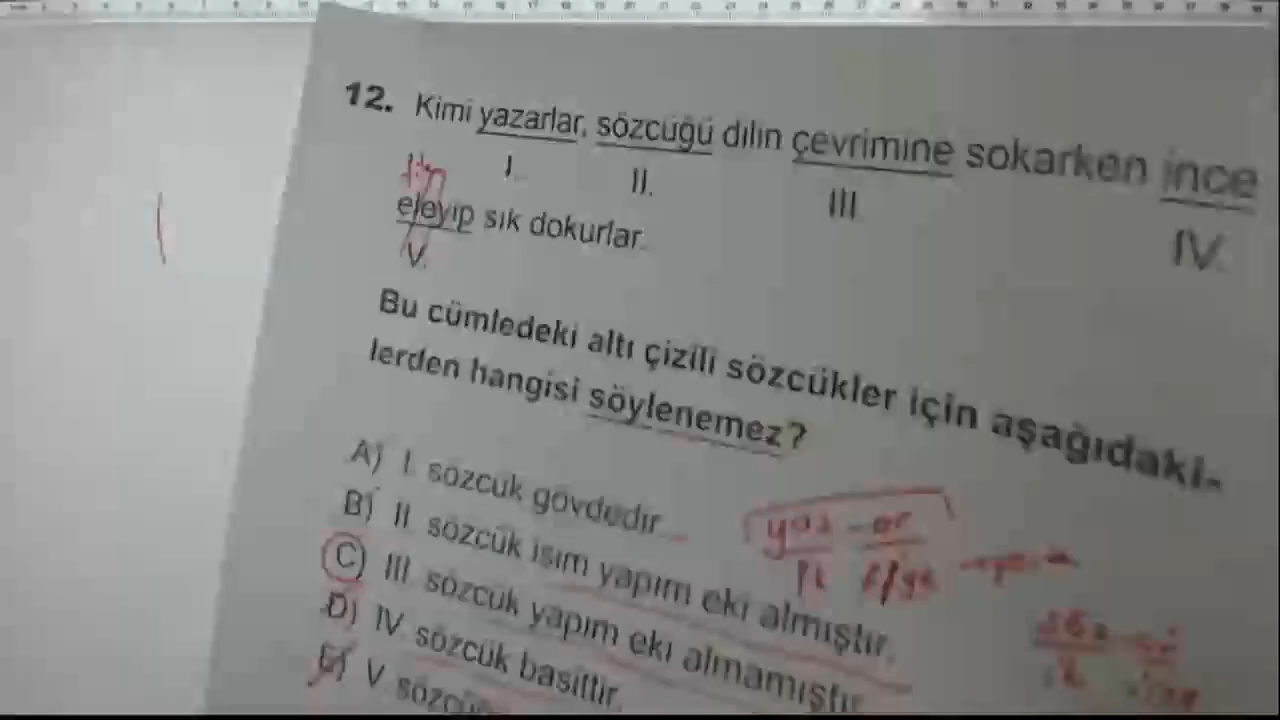 12. Kimi yazarlar, sözcüğü dilin çevrimine sokarken ince
I. II. III. IV.
eleyip sık dokurlar.
V.
Bu cümledeki altı çizili sözcükler için aşağıdaki-
lerden hangisi söylenemez?
A) I. sözcük gövdedir.
B) II. sözcük isim yapım eki almıştır.
C) III. sözcük yapım eki almamıştır.
D) IV. sözcük basittir.
E) V.
yaz - ar